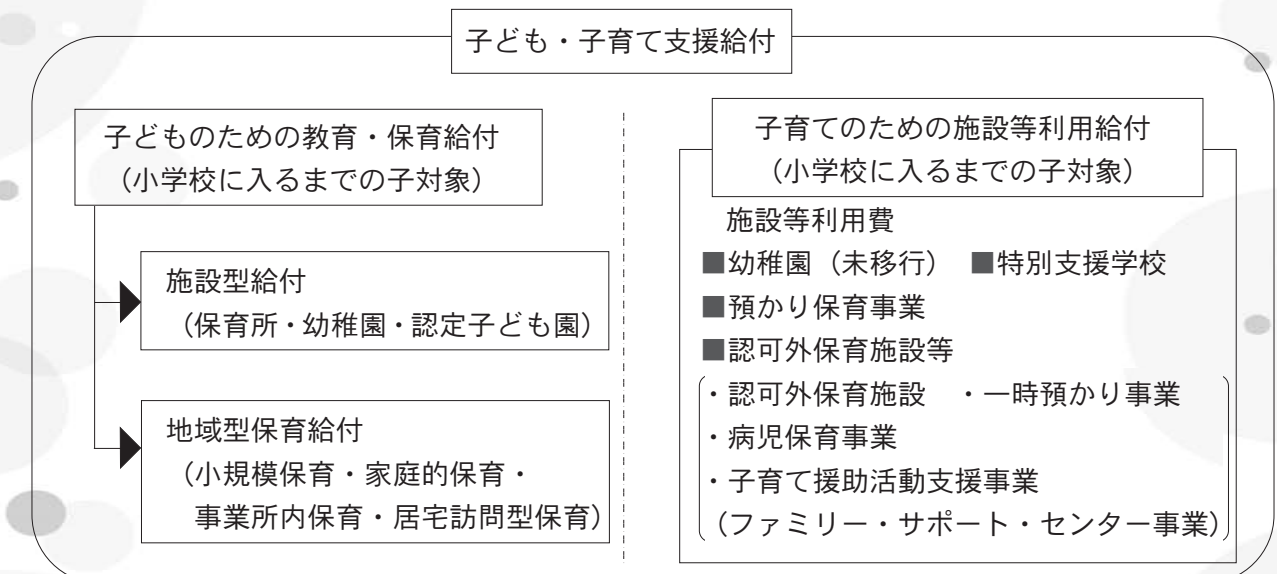 子ども・子育て支援給付
子どものための教育・保育給付
（小学校に入るまでの子対象）
施設型給付
（保育所・幼稚園・認定子ども園）
地域型保育給付
（小規模保育・家庭的保育・
事業所内保育・居宅訪問型保育）
子育てのための施設等利用給付
（小学校に入るまでの子対象）
施設等利用費
■幼稚園（未移行）　■特別支援学校
■預かり保育事業
■認可外保育施設等
・認可外保育施設　・一時預かり事業
・病児保育事業
・子育て援助活動支援事業
（ファミリー・サポート・センター事業）